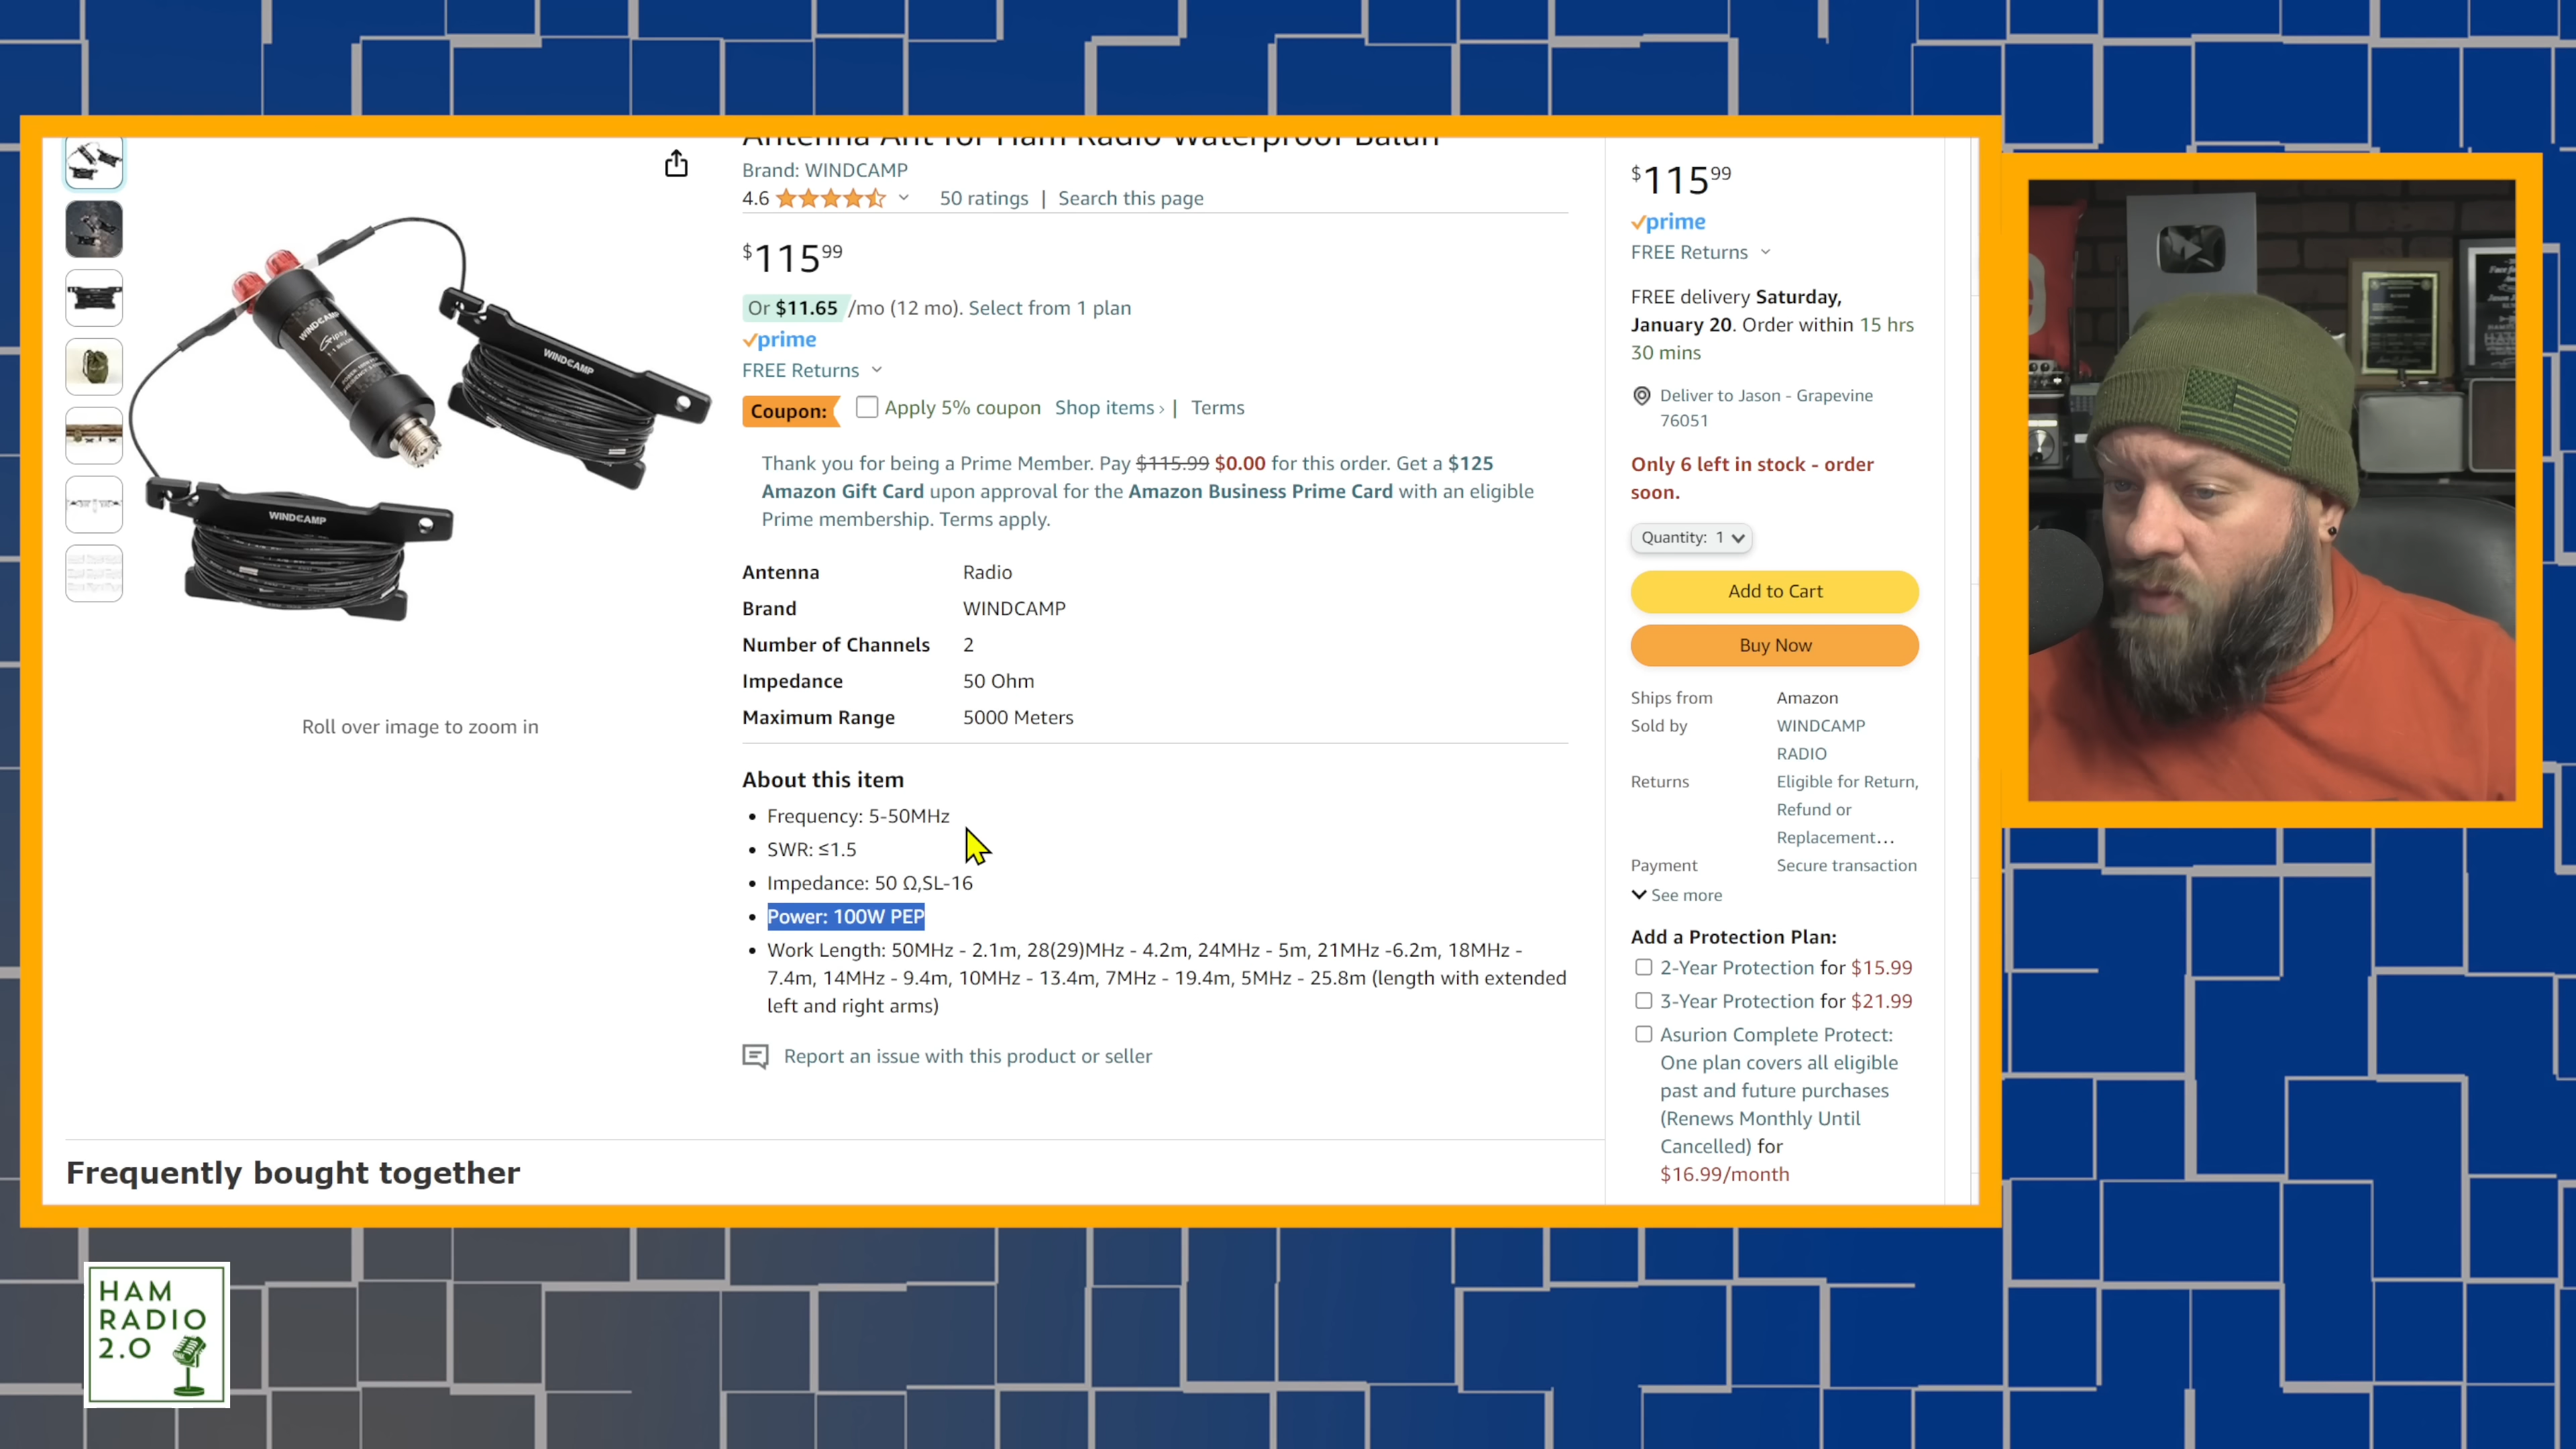 Antenna Ant for Ham Radio Waterproof Balun
Brand: WINDCAMP
4.6 50 ratings | Search this page
$115 99
Or $11.65 /mo (12 mo). Select from 1 plan
prime
FREE Returns
Coupon: Apply 5% coupon Shop items › | Terms
Thank you for being a Prime Member. Pay $115.99 $0.00 for this order. Get a $125
Amazon Gift Card upon approval for the Amazon Business Prime Card with an eligible
Prime membership. Terms apply.
Antenna Radio
Brand WINDCAMP
Number of Channels 2
Impedance 50 Ohm
Maximum Range 5000 Meters
About this item
• Frequency: 5-50MHz
• SWR: ≤1.5
• Impedance: 50 Ω,SL-16
• Power: 100W PEP
• Work Length: 50MHz - 2.1m, 28(29)MHz - 4.2m, 24MHz - 5m, 21MHz -6.2m, 18MHz -
7.4m, 14MHz - 9.4m, 10MHz - 13.4m, 7MHz - 19.4m, 5MHz - 25.8m (length with extended
left and right arms)
Report an issue with this product or seller
WINDCAMP
Gipsy
1:1 BALUN
WINDCAMP
WINDCAMP
Roll over image to zoom in
Frequently bought together
$115 99
prime
FREE Returns
FREE delivery Saturday,
January 20. Order within 15 hrs
30 mins
Deliver to Jason - Grapevine
76051
Only 6 left in stock - order
soon.
Quantity: 1
Add to Cart
Buy Now
Ships from Amazon
Sold by WINDCAMP
RADIO
Returns Eligible for Return,
Refund or
Replacement…
Payment Secure transaction
See more
Add a Protection Plan:
2-Year Protection for $15.99
3-Year Protection for $21.99
Asurion Complete Protect:
One plan covers all eligible
past and future purchases
(Renews Monthly Until
Cancelled) for
$16.99/month
HAM
RADIO
2.0